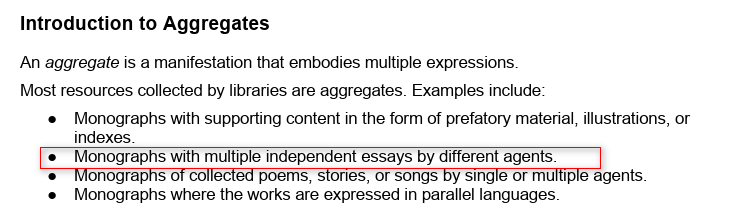 Introduction to Aggregates
An aggregate is a manifestation that embodies multiple expressions.
Most resources collected by libraries are aggregates. Examples include:
● Monographs with supporting content in the form of prefatory material, illustrations, or
indexes.
● Monographs with multiple independent essays by different agents.
● Monographs of collected poems, stories, or songs by single or multiple agents.
● Monographs where the works are expressed in parallel languages.